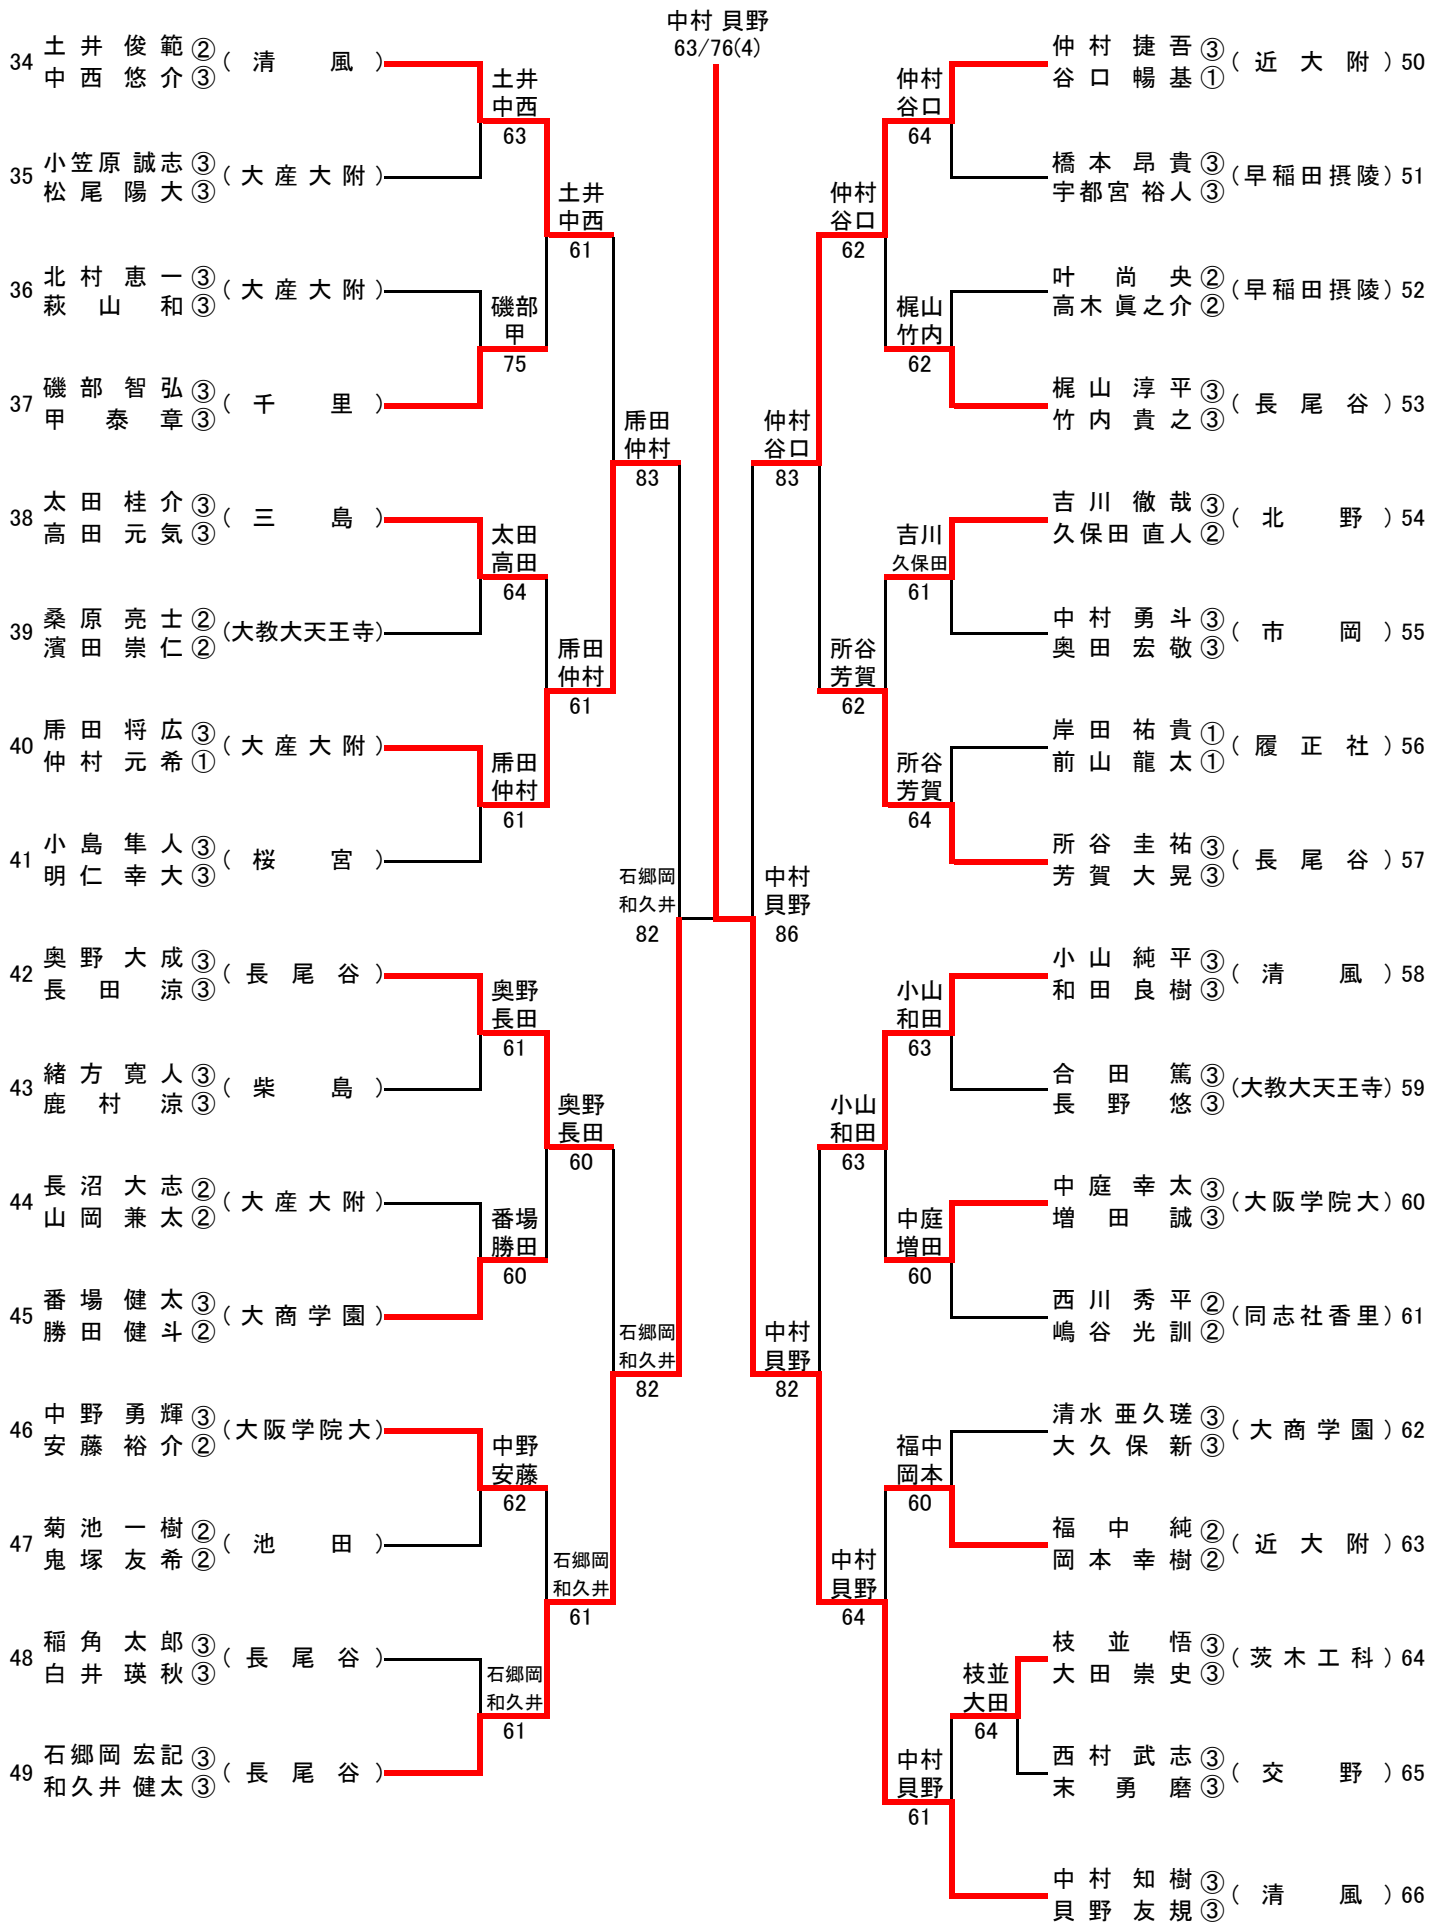 中村 貝野
63/76(4)
34 土井 俊範② (清風)
中西 悠介③
35 小笠原 誠志③ (大産大附)
松尾 陽大③
36 北村 恵一③ (大産大附)
萩山 和③
37 磯部 智弘③ (千里)
甲 泰章③
38 太田 桂介③ (三島)
高田 元気③
39 桑原 亮士② (大教大天王寺)
濱田 崇仁②
40 帍田 将広③ (大産大附)
仲村 元希①
41 小島 隼人③ (桜宮)
明仁 幸大③
42 奥野 大成③ (長尾谷)
長田 涼③
43 緒方 寛人③ (柴島)
鹿村 涼③
44 長沼 大志② (大産大附)
山岡 兼太②
45 番場 健太③ (大商学園)
勝田 健斗②
46 中野 勇輝③ (大阪学院大)
安藤 裕介②
47 菊池 一樹② (池田)
鬼塚 友希②
48 稲角 太郎③ (長尾谷)
白井 瑛秋③
49 石郷岡 宏記③ (長尾谷)
和久井 健太③
土井
中西
63
磯部
甲
75
太田
高田
64
帍田
仲村
61
奥野
長田
61
番場
勝田
60
中野
安藤
62
石郷岡
和久井
61
土井
中西
61
帍田
仲村
61
奥野
長田
60
石郷岡
和久井
61
帍田
仲村
83
石郷岡
和久井
82
石郷岡
和久井
82
中村
貝野
86
仲村
谷口
83
中村
貝野
82
仲村
谷口
62
所谷
芳賀
62
小山
和田
63
中村
貝野
64
仲村
谷口
64
梶山
竹内
62
吉川
久保田
61
所谷
芳賀
64
小山
和田
63
中庭
増田
60
福中
岡本
60
枝並
大田
64
中村
貝野
61
仲村 捷吾③ (近大附) 50
谷口 暢基①
橋本 昂貴③ (早稲田摂陵) 51
宇都宮 裕人③
叶 尚央② (早稲田摂陵) 52
高木 眞之介②
梶山 淳平③ (長尾谷) 53
竹内 貴之③
吉川 徹哉③ (北野) 54
久保田 直人②
中村 勇斗③ (市岡) 55
奥田 宏敬③
岸田 祐貴① (履正社) 56
前山 龍太①
所谷 圭祐③ (長尾谷) 57
芳賀 大晃③
小山 純平③ (清風) 58
和田 良樹③
合田 篤③ (大教大天王寺) 59
長野 悠③
中庭 幸太③ (大阪学院大) 60
増田 誠③
西川 秀平② (同志社香里) 61
嶋谷 光訓②
清水 亜久瑳③ (大商学園) 62
大久保 新③
福中 純② (近大附) 63
岡本 幸樹②
枝並 悟③ (茨木工科) 64
大田 崇史③
西村 武志③ (交野) 65
末 勇磨③
中村 知樹③ (清風) 66
貝野 友規③